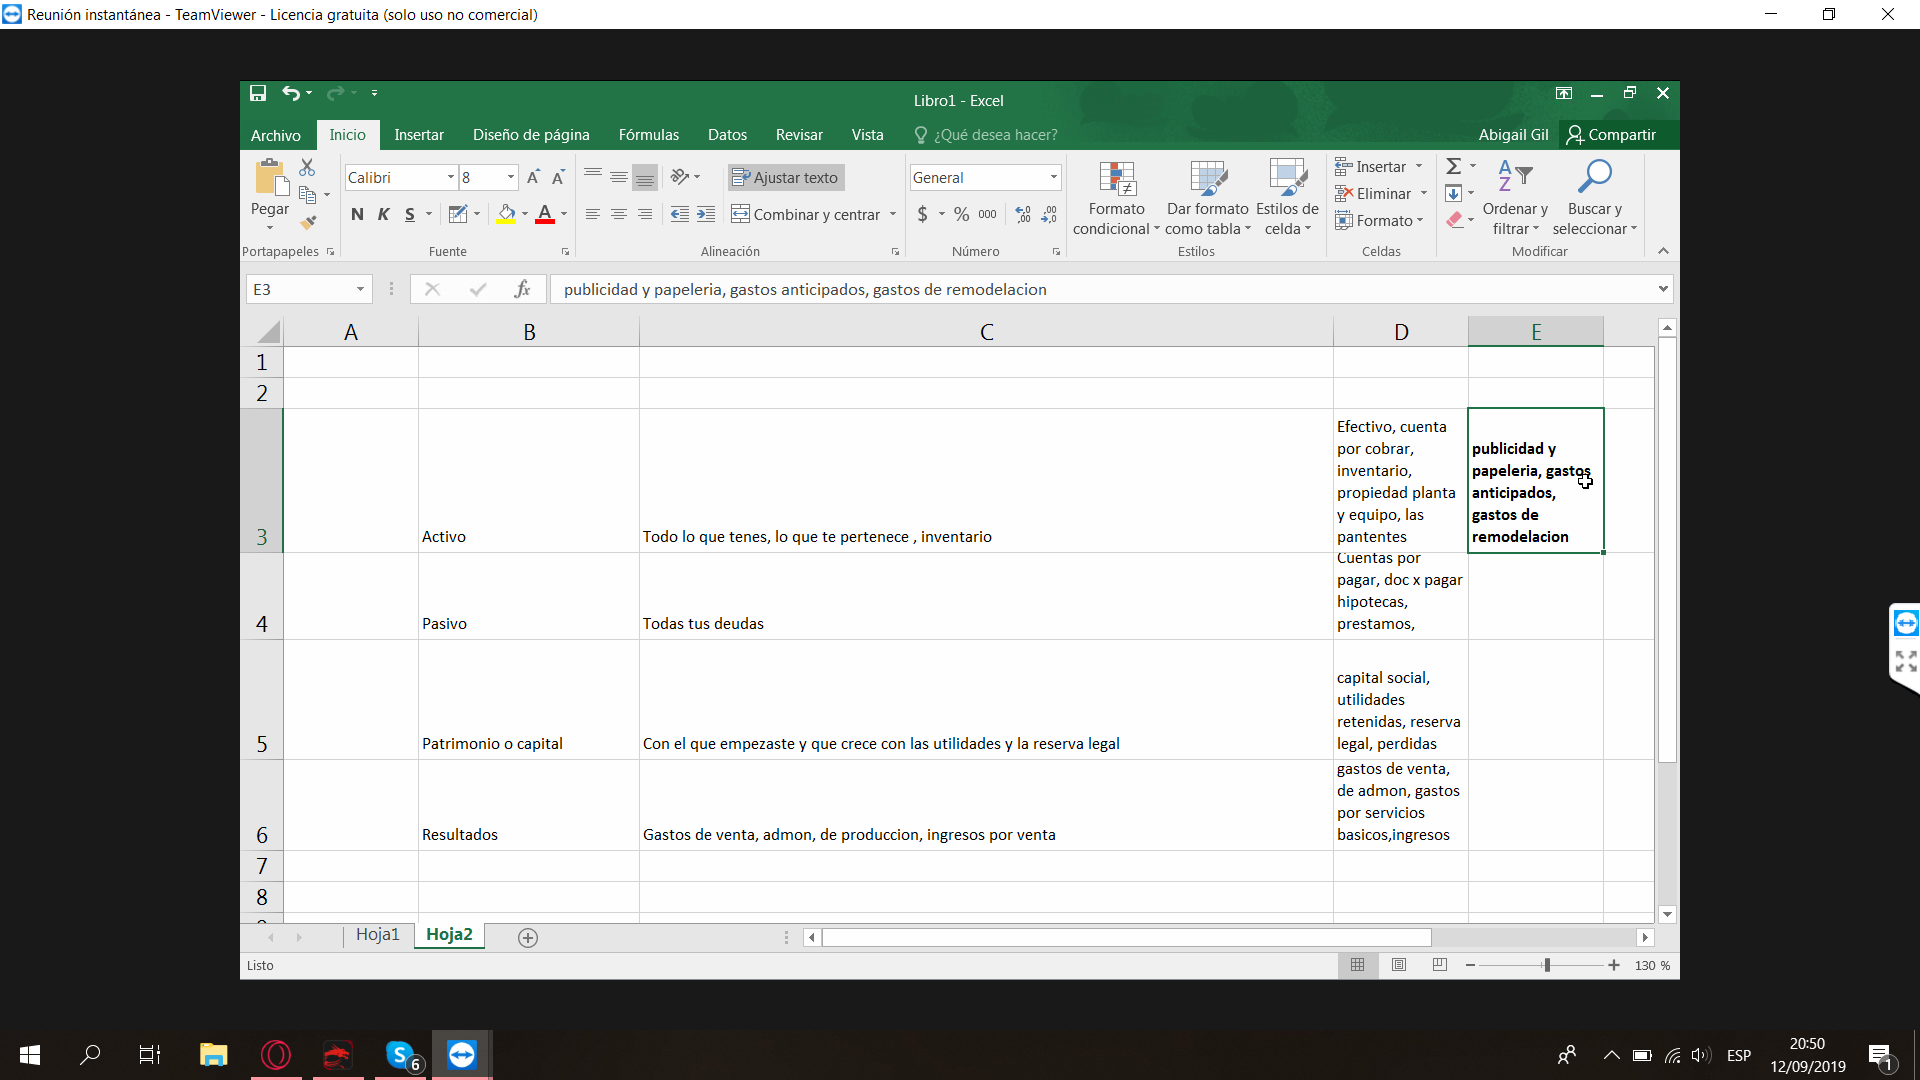 Reunión instantánea - TeamViewer - Licencia gratuita (solo uso no comercial)
Libro1 - Excel
Archivo
Inicio
Insertar
Diseño de página
Fórmulas
Datos
Revisar
Vista
¿Qué desea hacer?
Abigail Gil
Compartir
Pegar
Portapapeles
Calibri
8
N K S
Fuente
Ajustar texto
Combinar y centrar
Alineación
General
$ % 000
Número
Formato
condicional
Dar formato
como tabla
Estilos de
celda
Estilos
Insertar
Eliminar
Formato
Celdas
Ordenar y
filtrar
Buscar y
seleccionar
Modificar
E3
fx
publicidad y papeleria, gastos anticipados, gastos de remodelacion
A B C D E
1
2
3
Activo
Todo lo que tenes, lo que te pertenece , inventario
Efectivo, cuenta
por cobrar,
inventario,
propiedad planta
y equipo, las
pantentes
publicidad y
papeleria, gastos
anticipados,
gastos de
remodelacion
4
Pasivo
Todas tus deudas
Cuentas por
pagar, doc x pagar
hipotecas,
prestamos,
5
Patrimonio o capital
Con el que empezaste y que crece con las utilidades y la reserva legal
capital social,
utilidades
retenidas, reserva
legal, perdidas
6
Resultados
Gastos de venta, admon, de produccion, ingresos por venta
gastos de venta,
de admon, gastos
por servicios
basicos,ingresos
7
8
Hoja1
Hoja2
Listo
130 %
6
ESP
20:50
12/09/2019
1